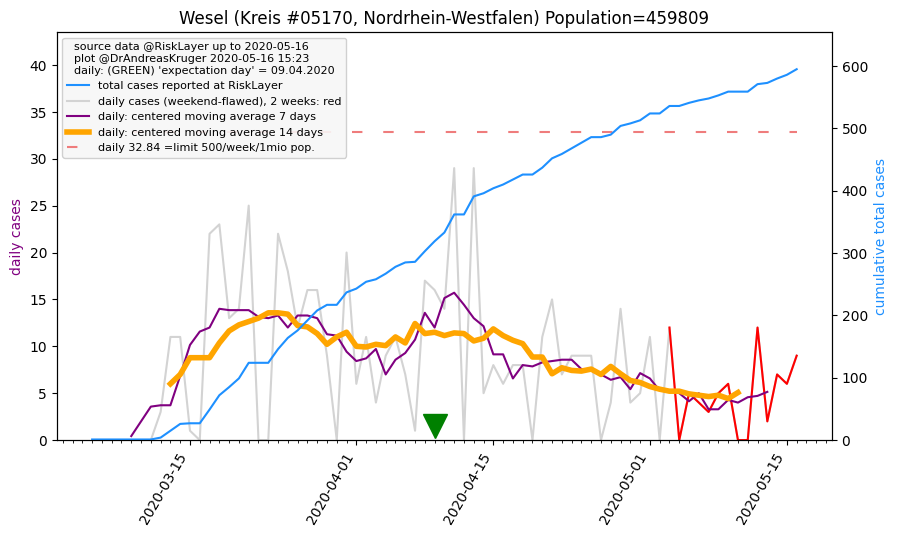 Wesel (Kreis #05170, Nordrhein-Westfalen) Population=459809
source data @RiskLayer up to 2020-05-16
plot @DrAndreasKruger 2020-05-16 15:23
daily: (GREEN) 'expectation day' = 09.04.2020
total cases reported at RiskLayer
daily cases (weekend-flawed), 2 weeks: red
daily: centered moving average 7 days
daily: centered moving average 14 days
daily 32.84 =limit 500/week/1mio pop.
daily cases
40
35
30
25
20
15
10
5
0
600
500
400
300
200
100
0
cumulative total cases
2020-03-15
2020-04-01
2020-04-15
2020-05-01
2020-05-15